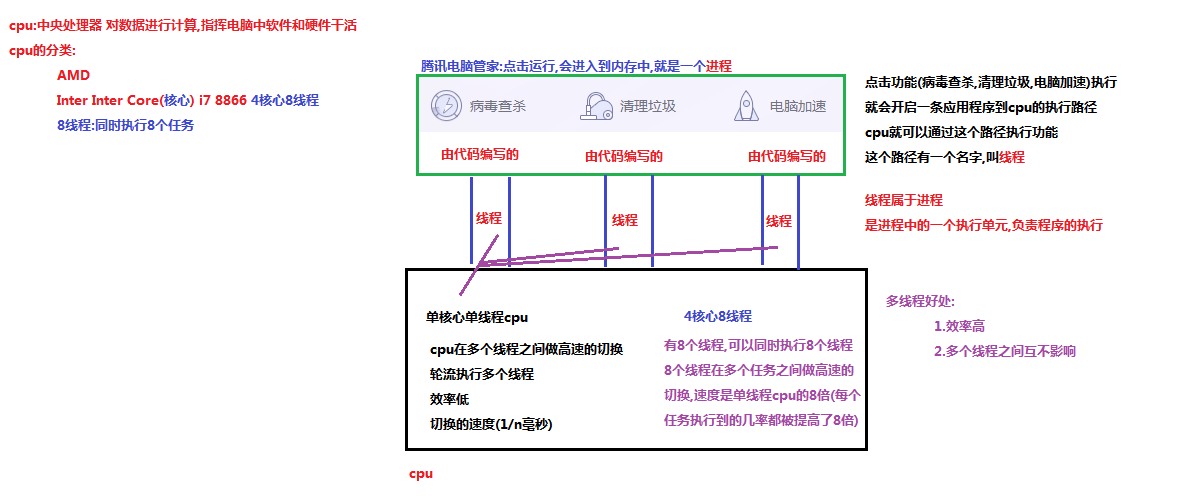 cpu:中央处理器 对数据进行计算,指挥电脑中软件和硬件干活
cpu的分类:
AMD
Inter Inter Core(核心) i7 8866 4核心8线程
8线程:同时执行8个任务
腾讯电脑管家:点击运行,会进入到内存中,就是一个进程
病毒查杀
清理垃圾
电脑加速
由代码编写的
由代码编写的
由代码编写的
线程
线程
线程
点击功能(病毒查杀,清理垃圾,电脑加速)执行
就会开启一条应用程序到cpu的执行路径
cpu就可以通过这个路径执行功能
这个路径有一个名字,叫线程
线程属于进程
是进程中的一个执行单元,负责程序的执行
单核心单线程cpu
cpu在多个线程之间做高速的切换
轮流执行多个线程
效率低
切换的速度(1/n毫秒)
4核心8线程
有8个线程,可以同时执行8个线程
8个线程在多个任务之间做高速的
切换,速度是单线程cpu的8倍(每个
任务执行到的几率都被提高了8倍)
多线程好处:
1.效率高
2.多个线程之间互不影响
cpu